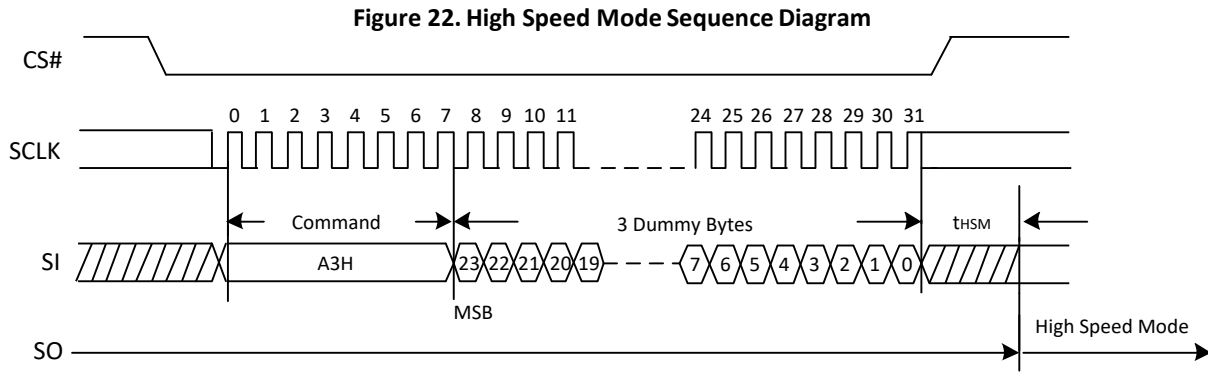 Figure 22. High Speed Mode Sequence Diagram
CS#
0 1 2 3 4 5 6 7 8 9 10 11 24 25 26 27 28 29 30 31
SCLK
Command 3 Dummy Bytes tHSM
SI A3H 23 22 21 20 19 7 6 5 4 3 2 1 0
MSB
High Speed Mode
SO